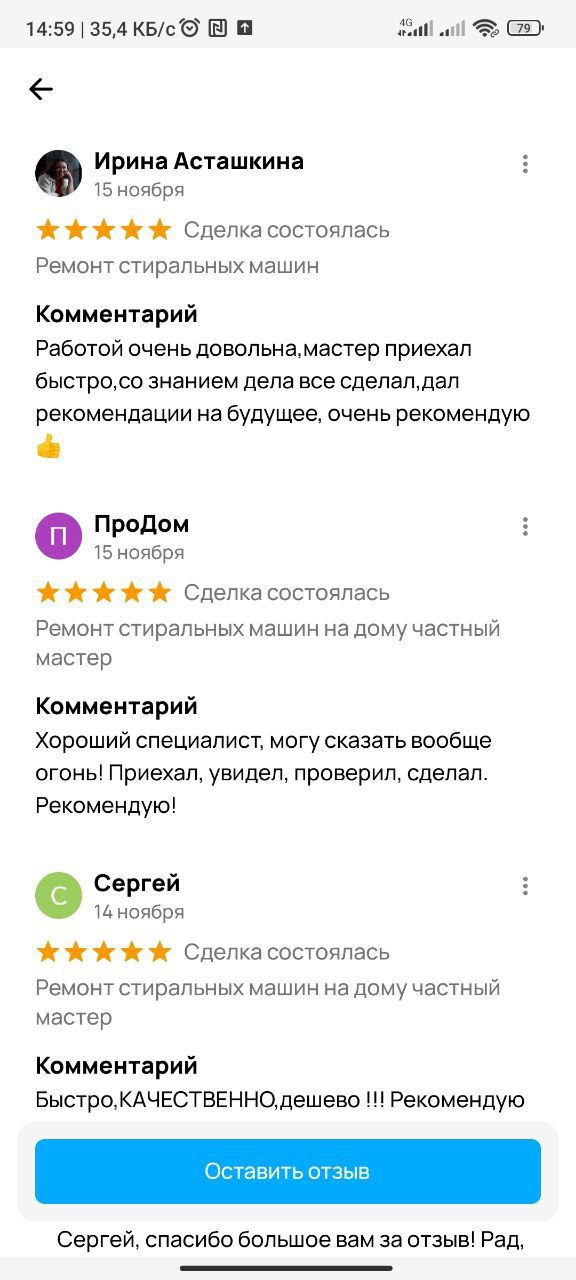 14:59 | 35,4 КБ/с 4G 79
Ирина Асташкина
15 ноября
Сделка состоялась
Ремонт стиральных машин
Комментарий
Работой очень довольна,мастер приехал
быстро,со знанием дела все сделал,дал
рекомендации на будущее, очень рекомендую
👍
П ПроДом
15 ноября
Сделка состоялась
Ремонт стиральных машин на дому частный
мастер
Комментарий
Хороший специалист, могу сказать вообще
огонь! Приехал, увидел, проверил, сделал.
Рекомендую!
С Сергей
14 ноября
Сделка состоялась
Ремонт стиральных машин на дому частный
мастер
Комментарий
Быстро,КАЧЕСТВЕННО,дешево !!! Рекомендую
Оставить отзыв
Сергей, спасибо большое вам за отзыв! Рад,